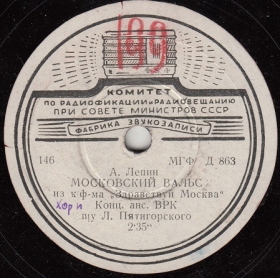 199
КОМИТЕТ
ПО РАДИОФИКАЦИИ и РАДИОВЕЩАНИЮ
ПРИ СОВЕТЕ МИНИСТРОВ СССР
ФАБРИКА ЗВУКОЗАПИСИ
146 МГФ Д 863
А. Лепин
МОСКОВСКИЙ ВАЛЬС
из к/ф-ма „Здравствуй Москва"
хор и Конц. анс. ВРК
п/у Л. Пятигорского
2:35"